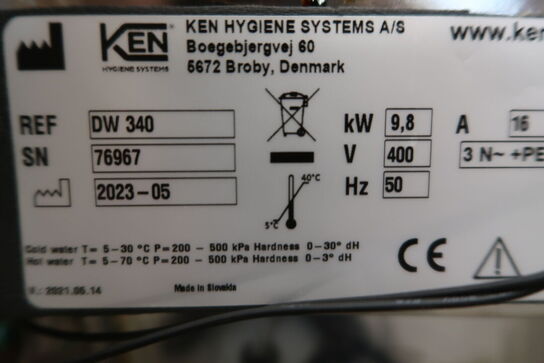 KEN
HYGIENE SYSTEMS
KEN HYGIENE SYSTEMS A/S
Boegebjergvej 60
5672 Broby, Denmark
www.ken
REF DW 340
SN 76967
2023-05
kW 9,8 A 16
V 400 3 N~ +PE
Hz 50
40°C
5°C
Cold water T= 5-30 °C P=200 - 500 kPa Hardness 0-30° dH
Hot water T= 5-70 °C P=200 - 500 kPa Hardness 0-3° dH
CE
V.: 2021.05.14 Made in Slovakia